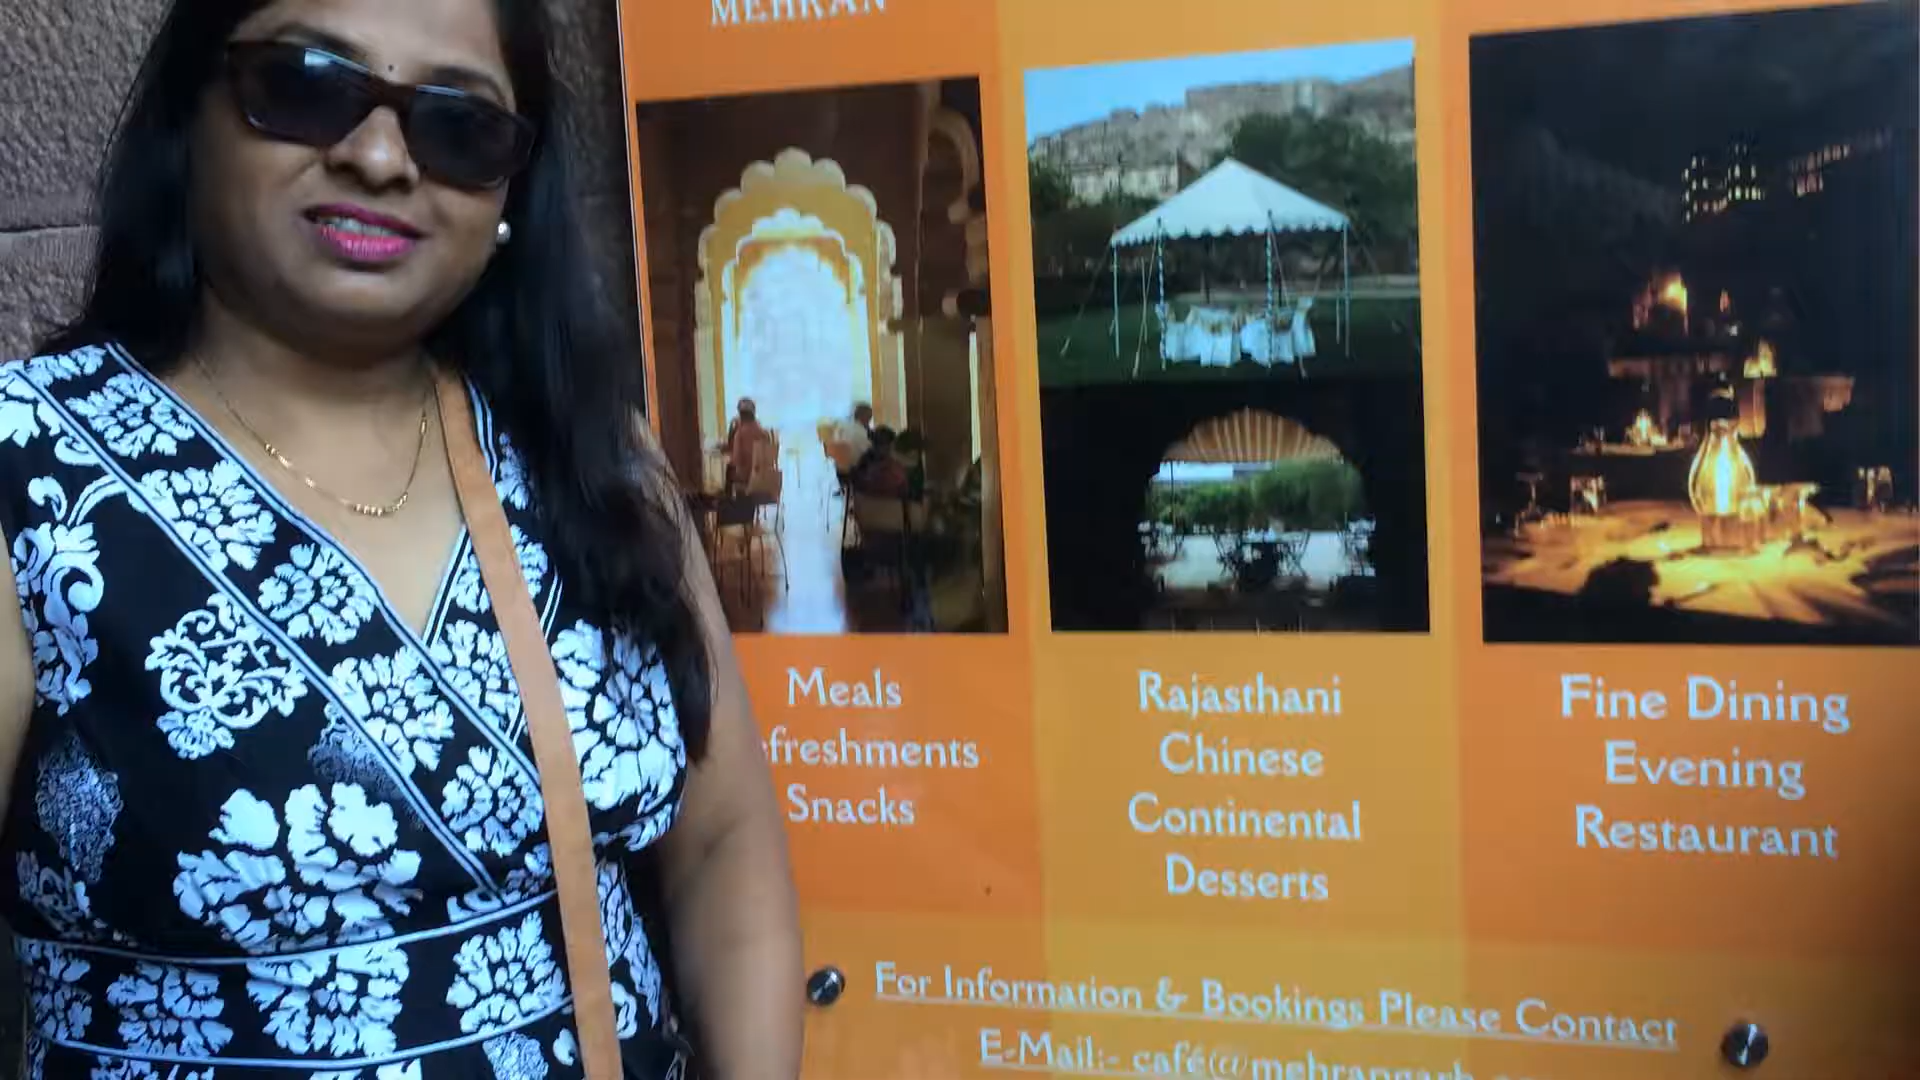 MEHRAN
Meals
efreshments
Snacks
Rajasthani
Chinese
Continental
Desserts
Fine Dining
Evening
Restaurant
For Information & Bookings Please Contact
E-Mail:- café@mehrangarh